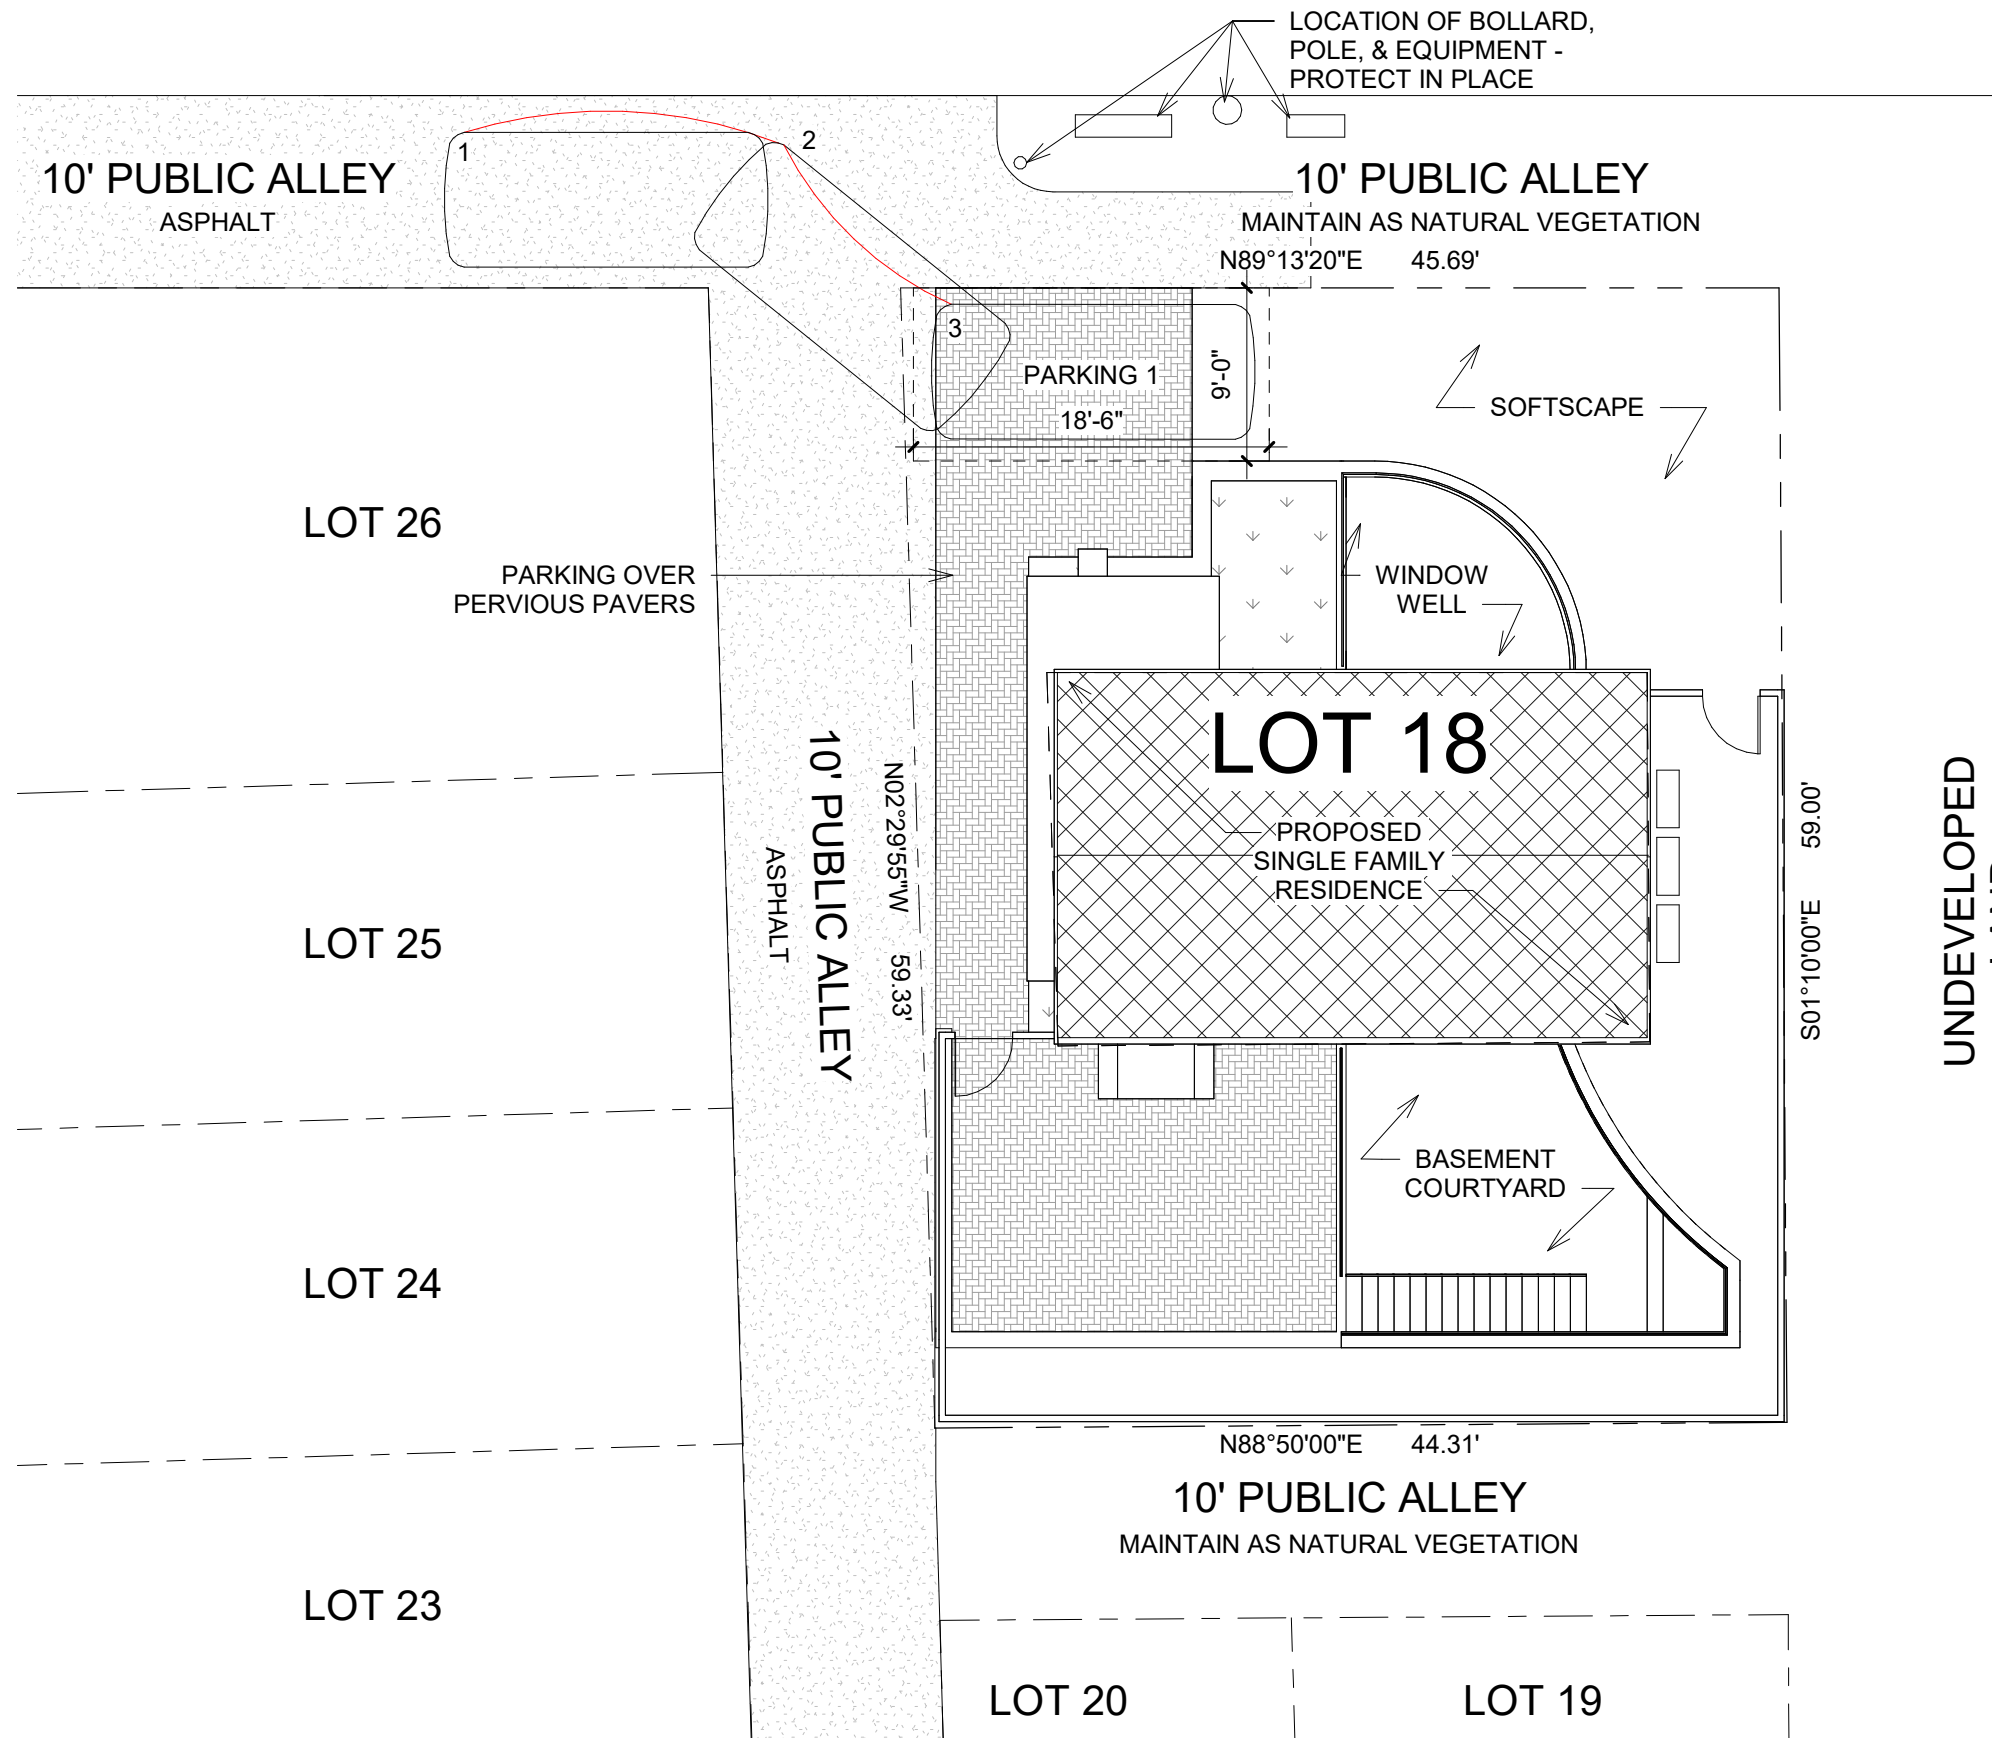 LOCATION OF BOLLARD,
POLE, & EQUIPMENT -
PROTECT IN PLACE
1
2
10' PUBLIC ALLEY
ASPHALT
10' PUBLIC ALLEY
MAINTAIN AS NATURAL VEGETATION
N89°13'20"E 45.69'
3
PARKING 1
18'-6"
9'-0"
SOFTSCAPE
LOT 26
PARKING OVER
PERVIOUS PAVERS
WINDOW
WELL
LOT 18
PROPOSED
SINGLE FAMILY
RESIDENCE
10' PUBLIC ALLEY
ASPHALT
N02°29'55"W 59.33'
S01°10'00"E 59.00'
UNDEVELOPED
LOT 25
BASEMENT
COURTYARD
LOT 24
N88°50'00"E 44.31'
10' PUBLIC ALLEY
MAINTAIN AS NATURAL VEGETATION
LOT 23
LOT 20
LOT 19